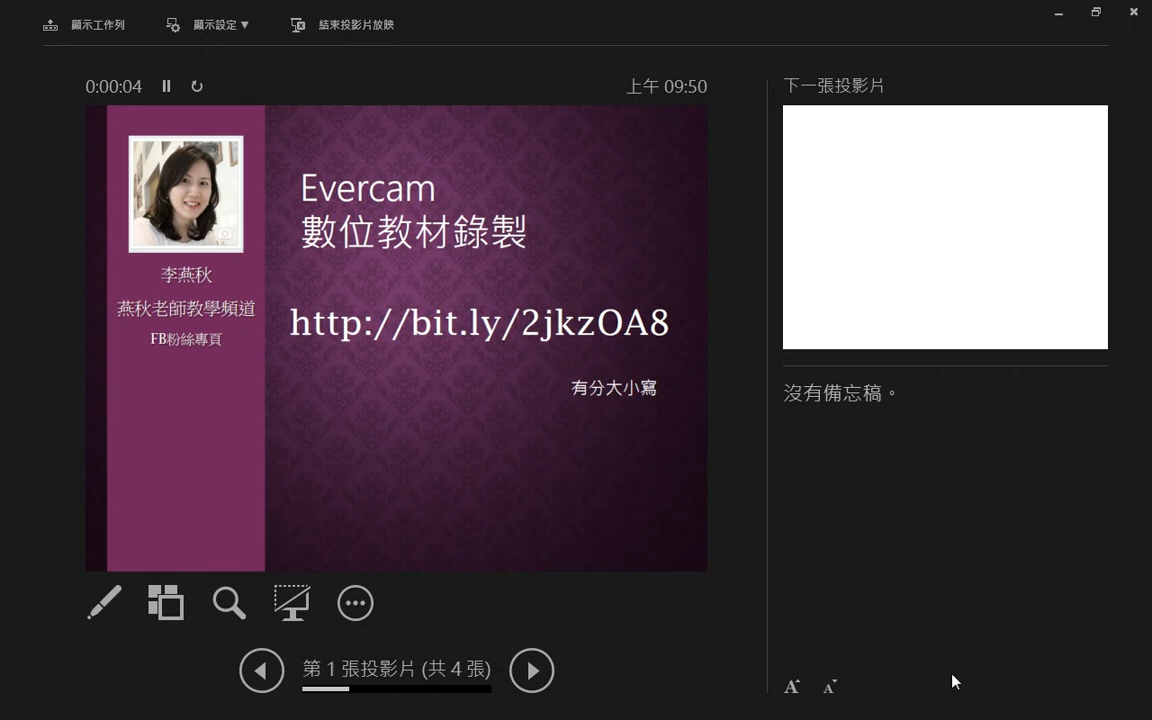 顯示工作列
顯示設定 ▼
結束投影片放映
0:00:04
上午 09:50
下一張投影片
李燕秋
燕秋老師教學頻道
FB粉絲專頁
Evercam
數位教材錄製
http://bit.ly/2jkzOA8
有分大小寫
沒有備忘稿。
第 1 張投影片 (共 4 張)
A A